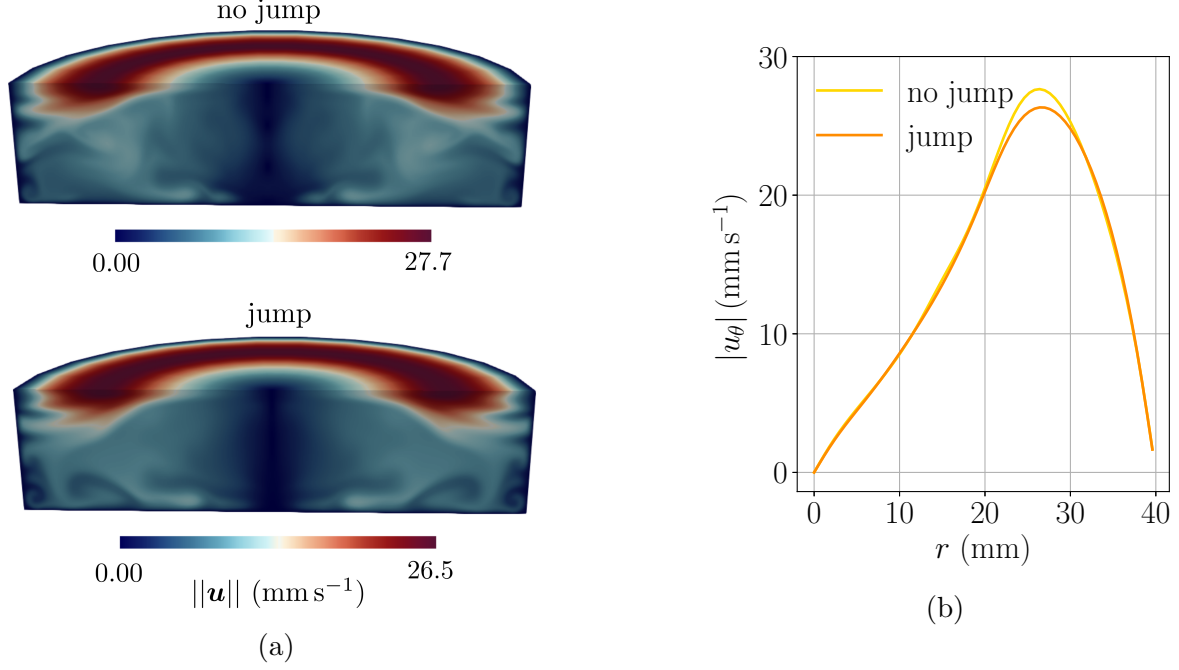 no jump
0.00 27.7
jump
0.00 26.5
||u|| (mm s⁻¹)
(a)
30
20
10
0
|u_θ| (mm s⁻¹)
no jump
jump
0 10 20 30 40
r (mm)
(b)